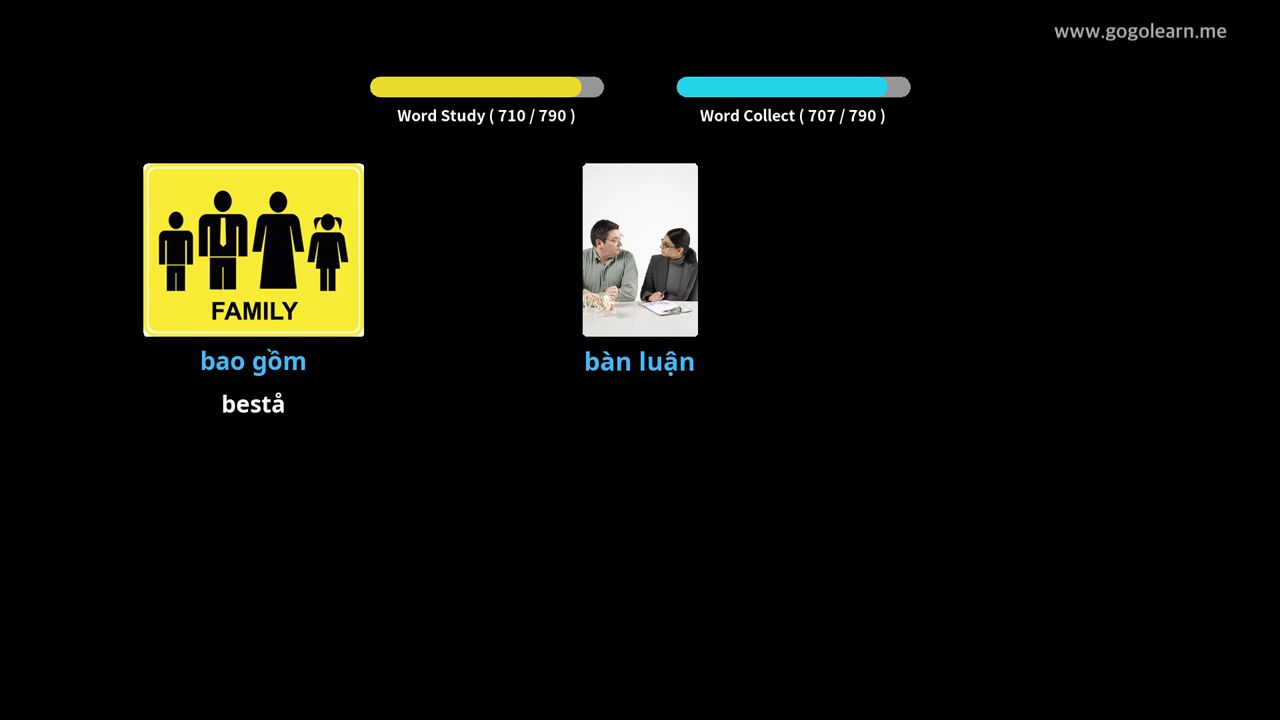 www.gogolearn.me
Word Study ( 710 / 790 )
Word Collect ( 707 / 790 )
FAMILY
bao gồm
bàn luận
bestå